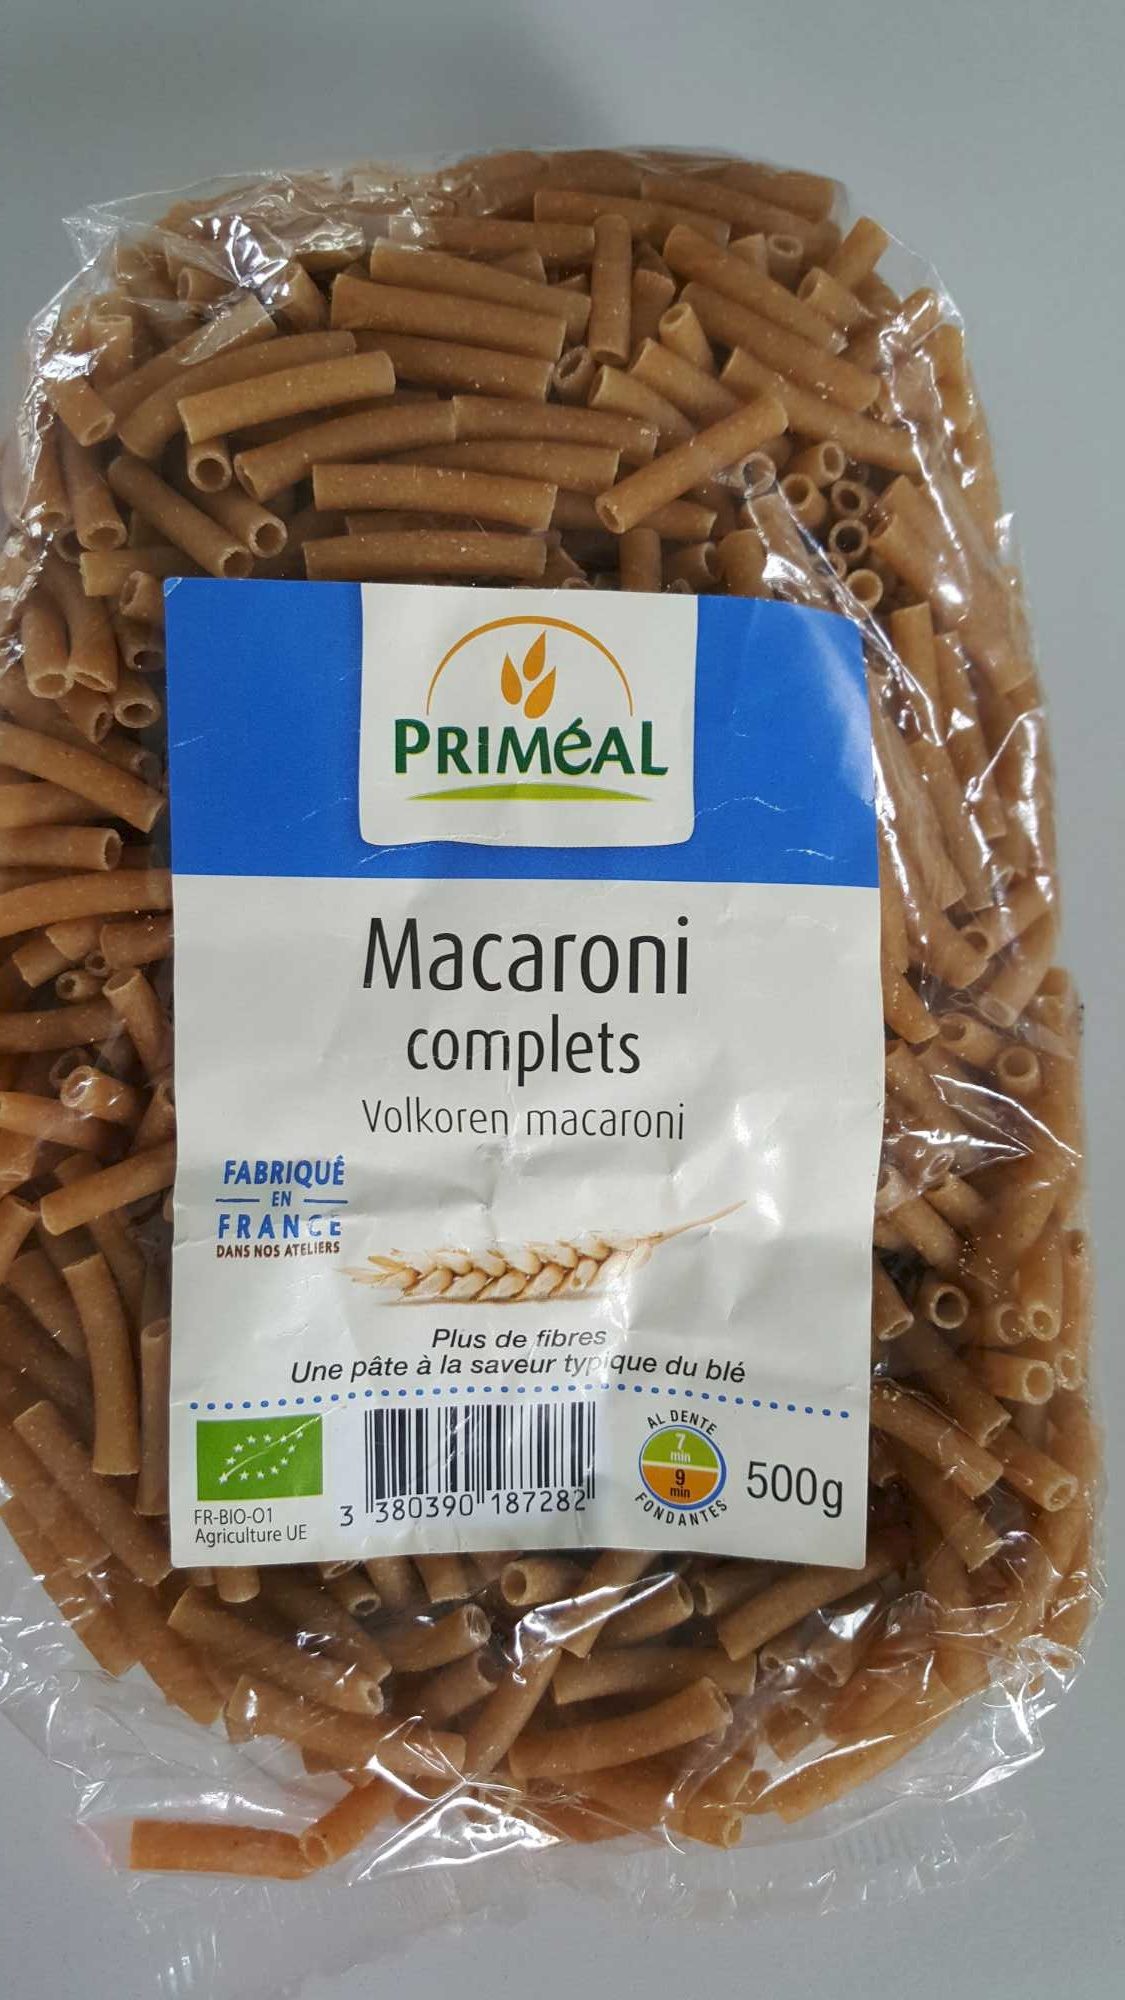 PRIMéAL
Macaroni
complets
Volkoren macaroni
FABRIQUÉ
EN
FRANCE
DANS NOS ATELIERS
Plus de fibres
Une pâte à la saveur typique du blé
FR-BIO-01
Agriculture UE
3 380390 187282
AL DENTE
7
min
9
min
FONDANTES
500g